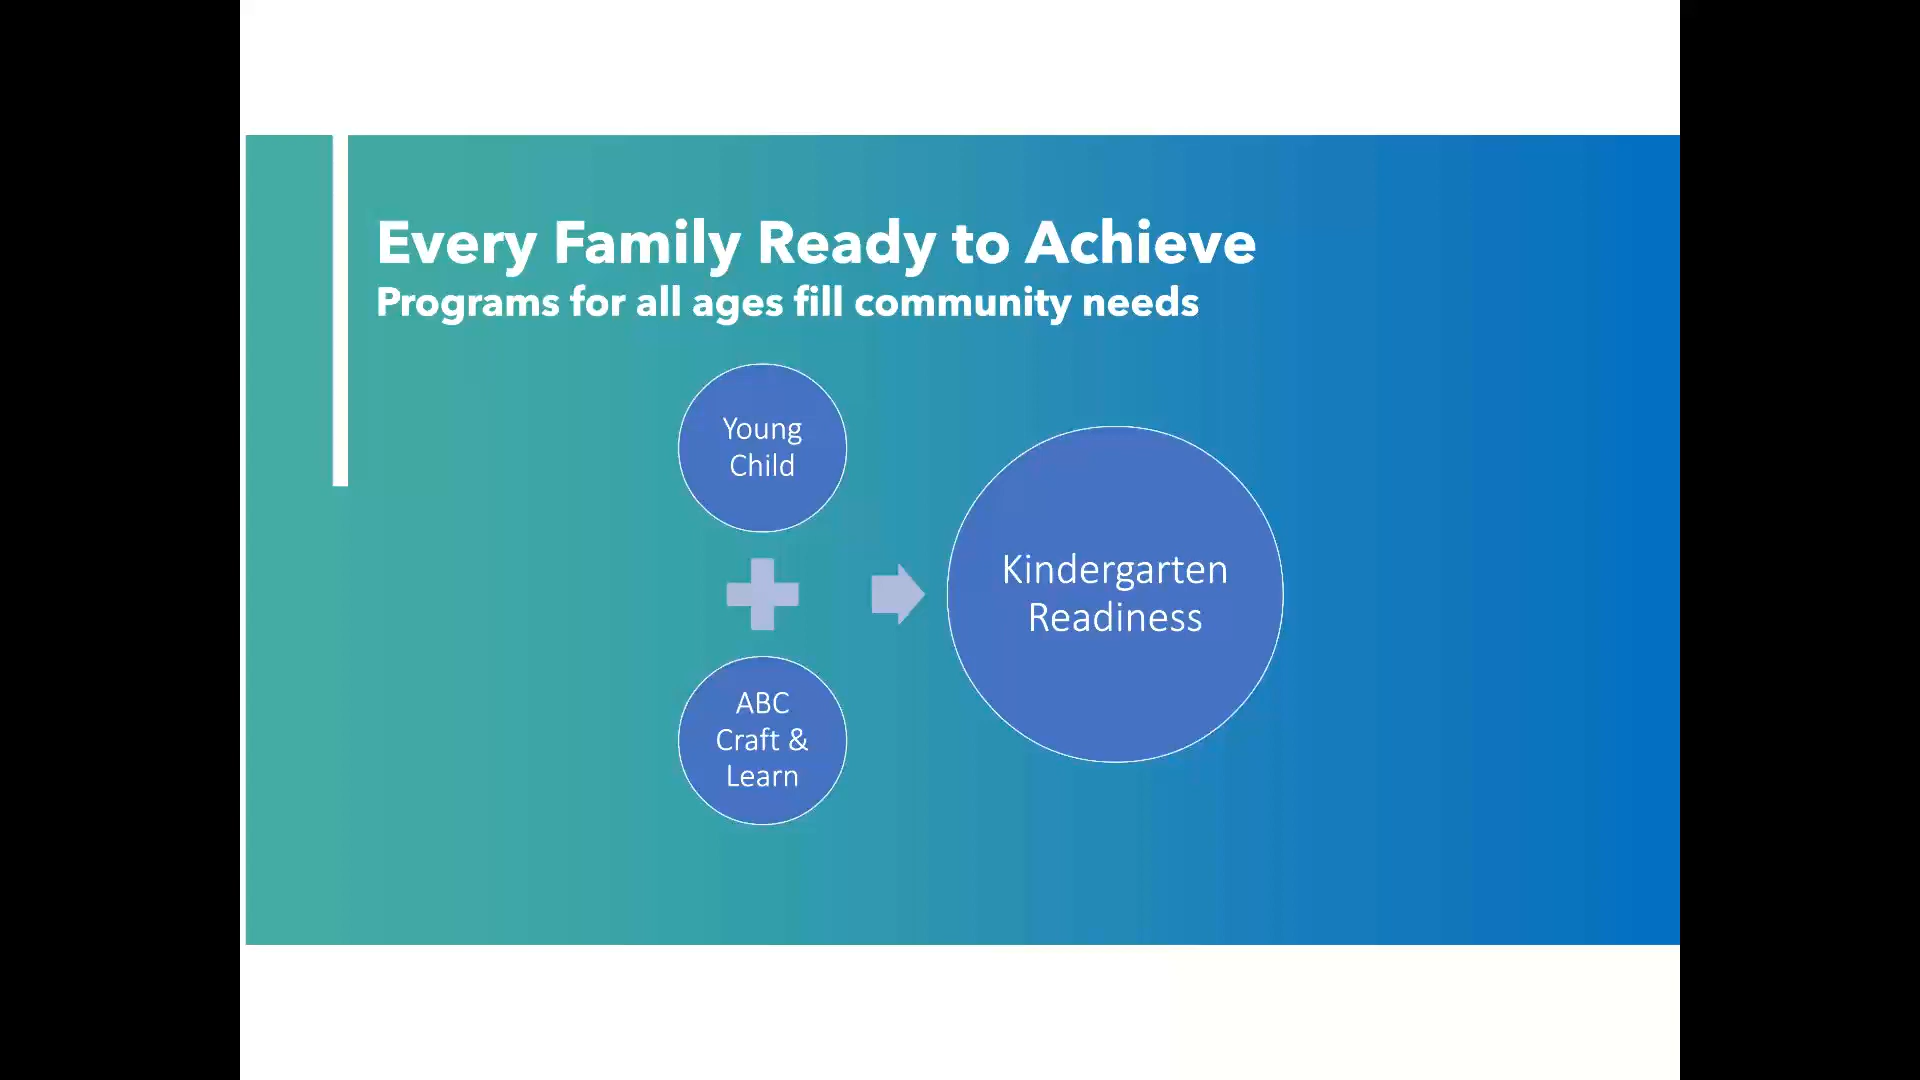 Every Family Ready to Achieve
Programs for all ages fill community needs
Young
Child
ABC
Craft &
Learn
Kindergarten
Readiness